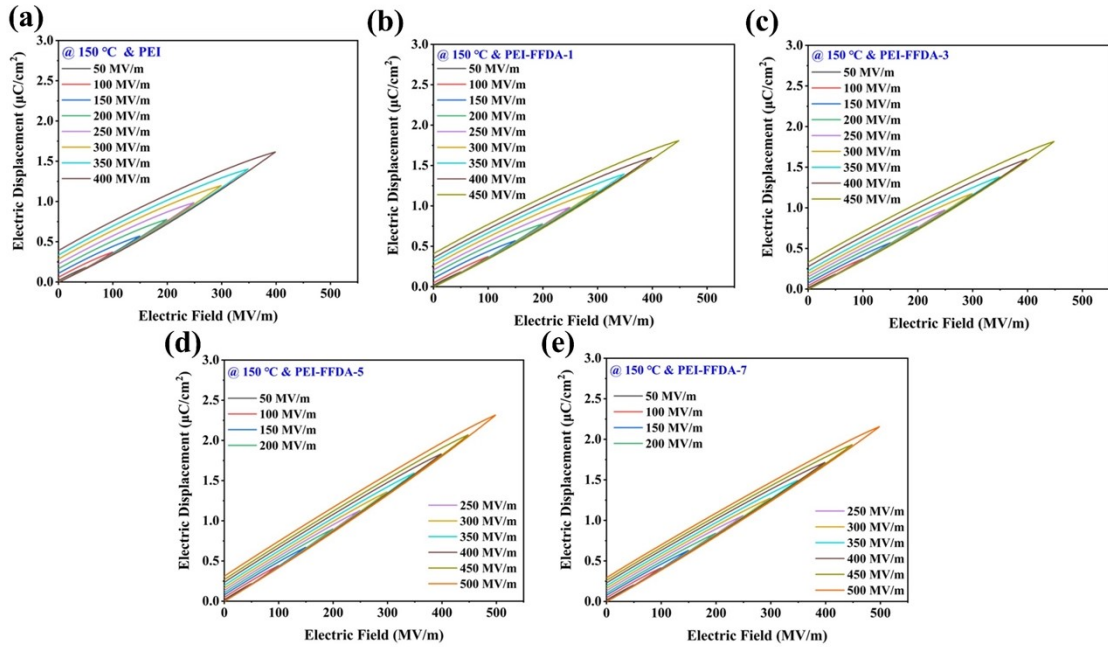 (a)
@ 150 °C & PEI
50 MV/m
100 MV/m
150 MV/m
200 MV/m
250 MV/m
300 MV/m
350 MV/m
400 MV/m
3.0
2.5
2.0
1.5
1.0
0.5
0.0
Electric Displacement (μC/cm²)
0
100
200
300
400
500
Electric Field (MV/m)
(b)
@ 150 °C & PEI-FFDA-1
50 MV/m
100 MV/m
150 MV/m
200 MV/m
250 MV/m
300 MV/m
350 MV/m
400 MV/m
450 MV/m
3.0
2.5
2.0
1.5
1.0
0.5
0.0
Electric Displacement (μC/cm²)
0
100
200
300
400
500
Electric Field (MV/m)
(c)
@ 150 °C & PEI-FFDA-3
50 MV/m
100 MV/m
150 MV/m
200 MV/m
250 MV/m
300 MV/m
350 MV/m
400 MV/m
450 MV/m
3.0
2.5
2.0
1.5
1.0
0.5
0.0
Electric Displacement (μC/cm²)
0
100
200
300
400
500
Electric Field (MV/m)
(d)
@ 150 °C & PEI-FFDA-5
50 MV/m
100 MV/m
150 MV/m
200 MV/m
250 MV/m
300 MV/m
350 MV/m
400 MV/m
450 MV/m
500 MV/m
3.0
2.5
2.0
1.5
1.0
0.5
0.0
Electric Displacement (μC/cm²)
0
100
200
300
400
500
Electric Field (MV/m)
(e)
@ 150 °C & PEI-FFDA-7
50 MV/m
100 MV/m
150 MV/m
200 MV/m
250 MV/m
300 MV/m
350 MV/m
400 MV/m
450 MV/m
500 MV/m
3.0
2.5
2.0
1.5
1.0
0.5
0.0
Electric Displacement (μC/cm²)
0
100
200
300
400
500
Electric Field (MV/m)